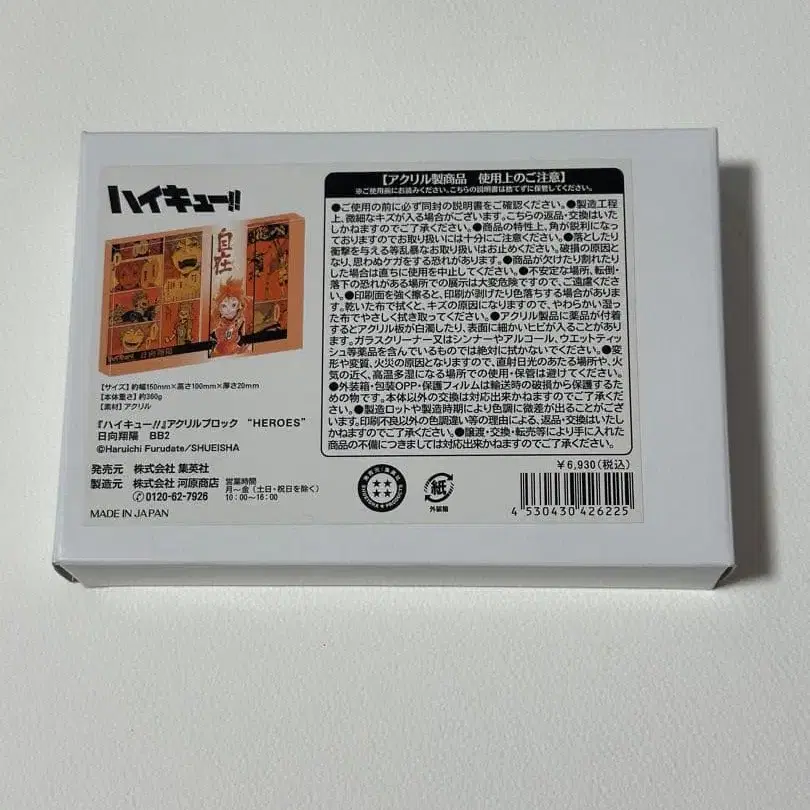 ハイキュー!!
自在
日向翔陽
【サイズ】約幅150mm×高さ100mm×厚さ20mm
【本体重さ】約360g
【素材】アクリル
『ハイキュー!!』アクリルブロック “HEROES”
日向翔陽 BB2
©Haruichi Furudate/SHUEISHA
発売元 株式会社 集英社
製造元 株式会社 河原商店
✆0120-62-7926
営業時間
月〜金(土日・祝日を除く)
10:00〜16:00
MADE IN JAPAN
【アクリル製商品 使用上のご注意】
※ご使用前にお読みください。こちらの説明書は捨てずに保管してください。
●ご使用の前に必ず同封の説明書をご確認ください。●製造工程
上、微細なキズが入る場合がございます。こちらの返品・交換はいた
しかねますのでご了承ください。●商品の特性上、角が鋭利になっ
ておりますのでお取り扱いには十分にご注意ください。●落としたり
衝撃を与える等乱暴なお取り扱いはお止めください。破損の原因と
なり、思わぬケガをする恐れがあります。●商品が欠けたり割れたり
した場合は直ちに使用を中止してください。●不安定な場所、転倒・
落下の恐れがある場所での展示は大変危険ですので、ご遠慮くださ
い。●印刷面を強く擦ると、印刷が剥げたり色落ちする場合がありま
す。乾いた布で拭くと、キズの原因になりますので、やわらかい湿っ
た布でやさしく拭き取ってください。●アクリル製品に薬品が付着
するとアクリル板が白濁したり、表面に細かいヒビが入ることがありま
す。ガラスクリーナー又はシンナーやアルコール、ウエットティッ
シュ等薬品を含んでいるものでは絶対に拭かないでください。●変
形や変質、火災の原因となりますので、直射日光のあたる場所や、火
気の近く、高温多湿になる場所での使用・保管は避けてください。
●外装箱・包装OPP・保護フィルムは輸送時の破損から保護するた
めの物です。本体以外の交換は対応出来かねますのでご了承くださ
い。●製造ロットや製造時期により色調に微差が出ることがござい
ます。印刷不良以外の色調違い等の理由による、返品・交換はいたし
かねますのでご了承ください。●譲渡・交換・転売等により手に入れた
商品の不備につきましては対応出来かねますのでご了承ください。
¥6,930(税込)
紙
外装箱
4 530430 426225